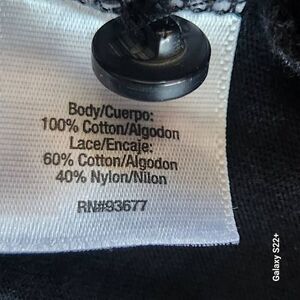 Body/Cuerpo:
100% Cotton/Algodon
Lace/Encaje:
60% Cotton/Algodon
40% Nylon/Nilon
RN#93677
Galaxy S22+